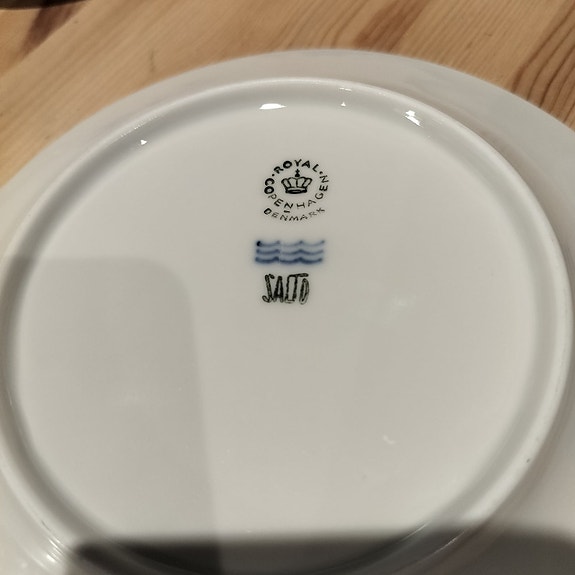 ROYAL
COPENHAGEN
DENMARK
SALTO